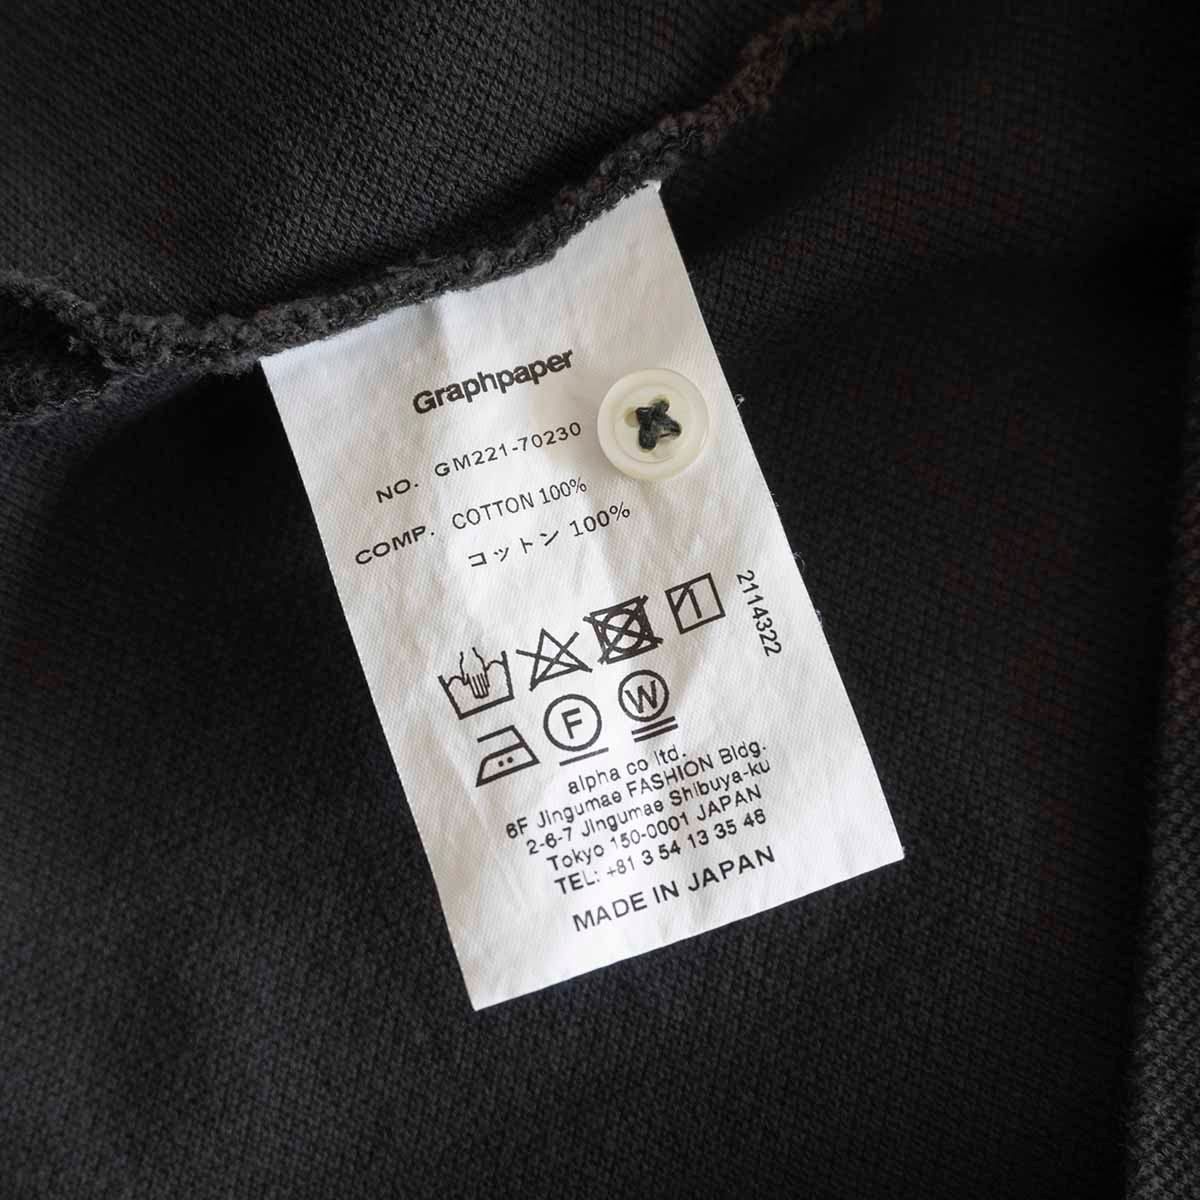 Graphpaper
NO. GM221-70230
COMP. COTTON 100%
コットン 100%
2114322
F
W
alpha co ltd.
6F Jingumae FASHION Bldg.
2-6-7 Jingumae Shibuya-ku
Tokyo 150-0001 JAPAN
TEL: +81 3 54 13 35 46
MADE IN JAPAN